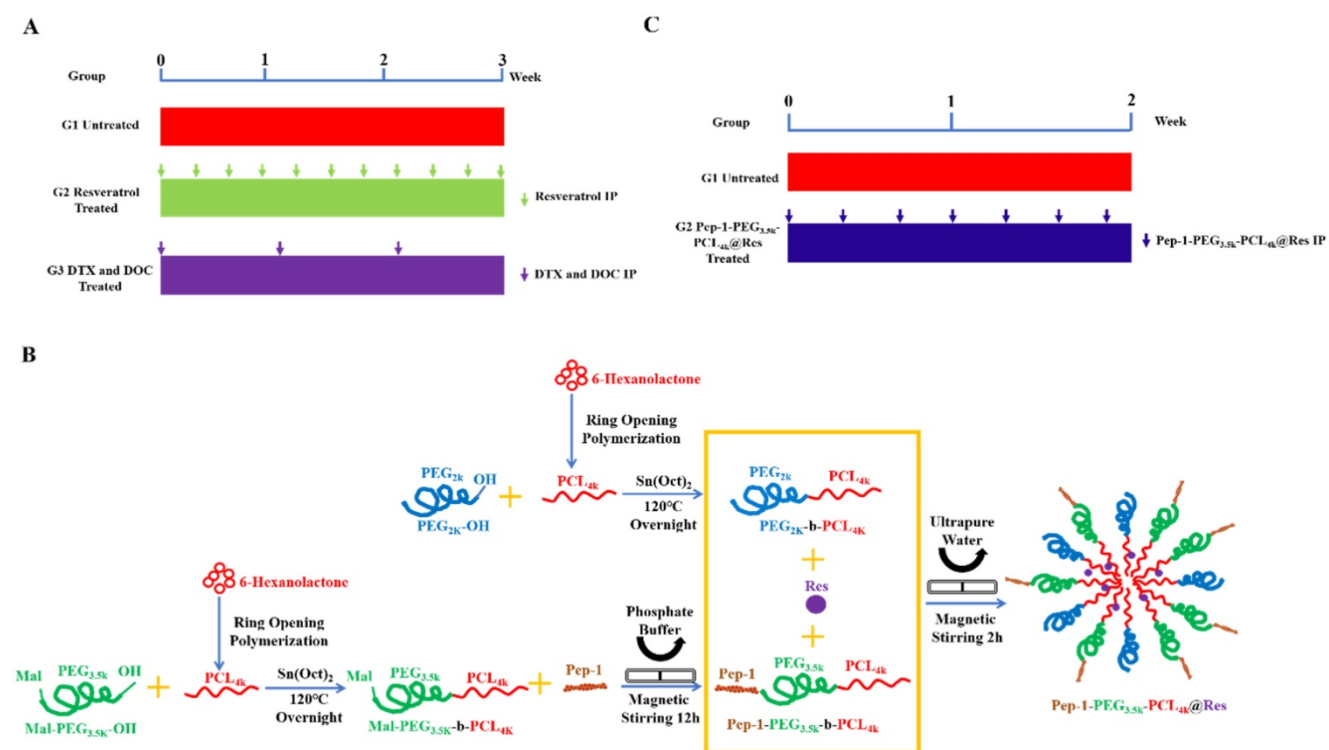 A
0 1 2 3
Group
Week
G1 Untreated
G2 Resveratrol
Treated
Resveratrol IP
G3 DTX and DOC
Treated
DTX and DOC IP
C
0 1 2
Group
Week
G1 Untreated
G2 Pep-1-PEG3.5k-
PCL4k@Res
Treated
Pep-1-PEG3.5k-PCL4k@Res IP
B
6-Hexanolactone
Ring Opening
Polymerization
PEG2k OH
PEG2K-OH
PCL4k
Sn(Oct)2
120℃
Overnight
PEG2k
PCL4k
PEG2K-b-PCL4K
Res
Ultrapure
Water
Magnetic
Stirring 2h
6-Hexanolactone
Ring Opening
Polymerization
Mal PEG3.5k OH
Mal-PEG3.5K-OH
PCL4k
Sn(Oct)2
120℃
Overnight
Mal PEG3.5k PCL4k
Mal-PEG3.5K-b-PCL4K
Pep-1
Phosphate
Buffer
Magnetic
Stirring 12h
Pep-1 PEG3.5k PCL4k
Pep-1-PEG3.5k-b-PCL4k
Pep-1-PEG3.5k-PCL4k@Res